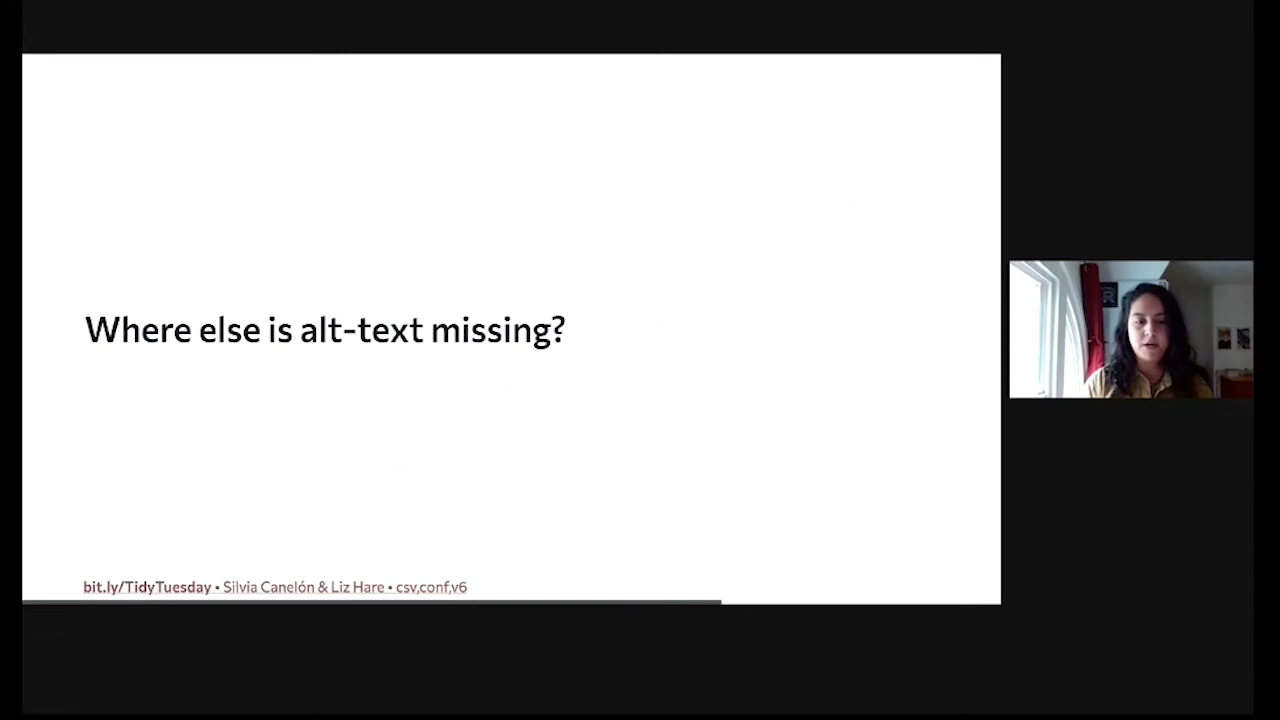 Where else is alt-text missing?
bit.ly/TidyTuesday • Silvia Canelón & Liz Hare • csv,conf,v6
R